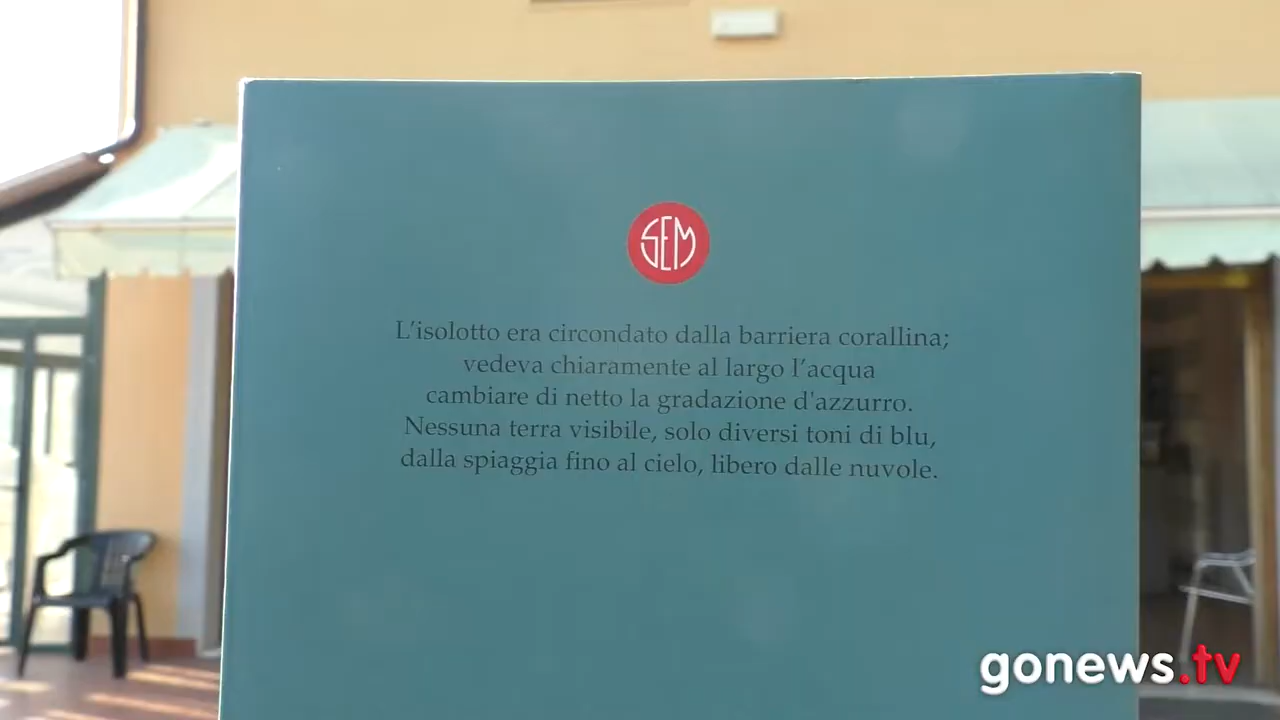 SEM
L'isolotto era circondato dalla barriera corallina;
vedeva chiaramente al largo l'acqua
cambiare di netto la gradazione d'azzurro.
Nessuna terra visibile, solo diversi toni di blu,
dalla spiaggia fino al cielo, libero dalle nuvole.
gonews.tv